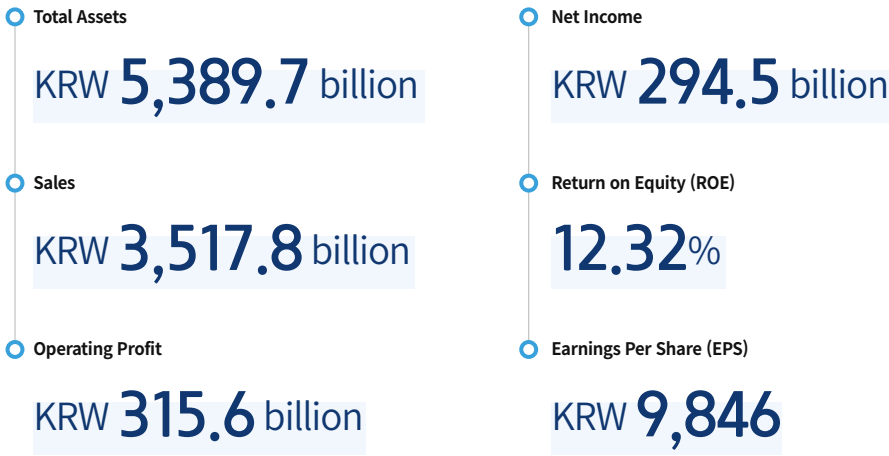 Total Assets
KRW 5,389.7 billion
Sales
KRW 3,517.8 billion
Operating Profit
KRW 315.6 billion
Net Income
KRW 294.5 billion
Return on Equity (ROE)
12.32%
Earnings Per Share (EPS)
KRW 9,846